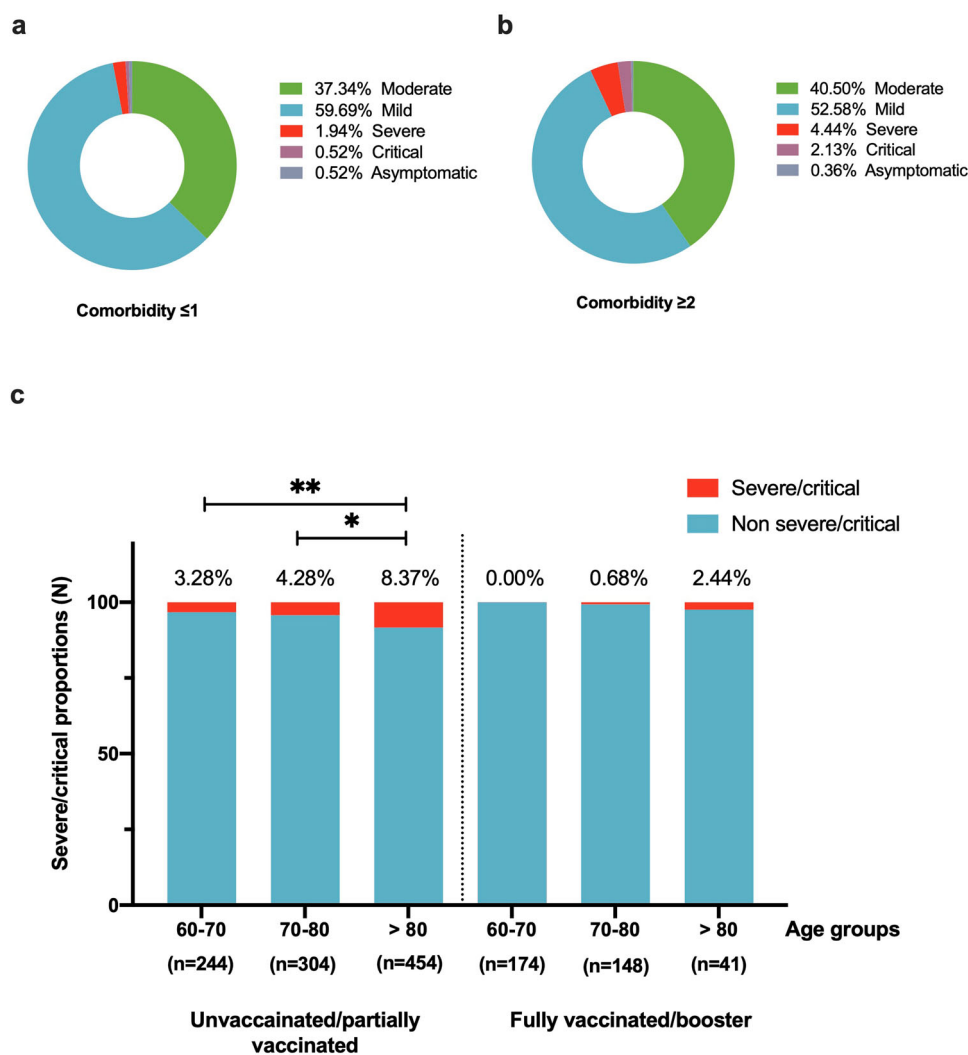 a
37.34% Moderate
59.69% Mild
1.94% Severe
0.52% Critical
0.52% Asymptomatic
Comorbidity ≤1
b
40.50% Moderate
52.58% Mild
4.44% Severe
2.13% Critical
0.36% Asymptomatic
Comorbidity ≥2
c
Severe/critical
Non severe/critical
**
*
3.28% 4.28% 8.37% 0.00% 0.68% 2.44%
Severe/critical proportions (N)
100
50
0
60-70 70-80 > 80 60-70 70-80 > 80 Age groups
(n=244) (n=304) (n=454) (n=174) (n=148) (n=41)
Unvaccainated/partially
vaccinated
Fully vaccinated/booster